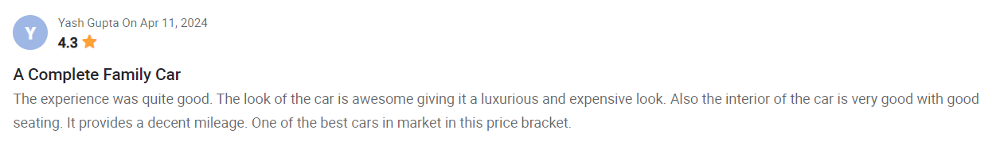 Y
Yash Gupta On Apr 11, 2024
4.3
A Complete Family Car
The experience was quite good. The look of the car is awesome giving it a luxurious and expensive look. Also the interior of the car is very good with good
seating. It provides a decent mileage. One of the best cars in market in this price bracket.